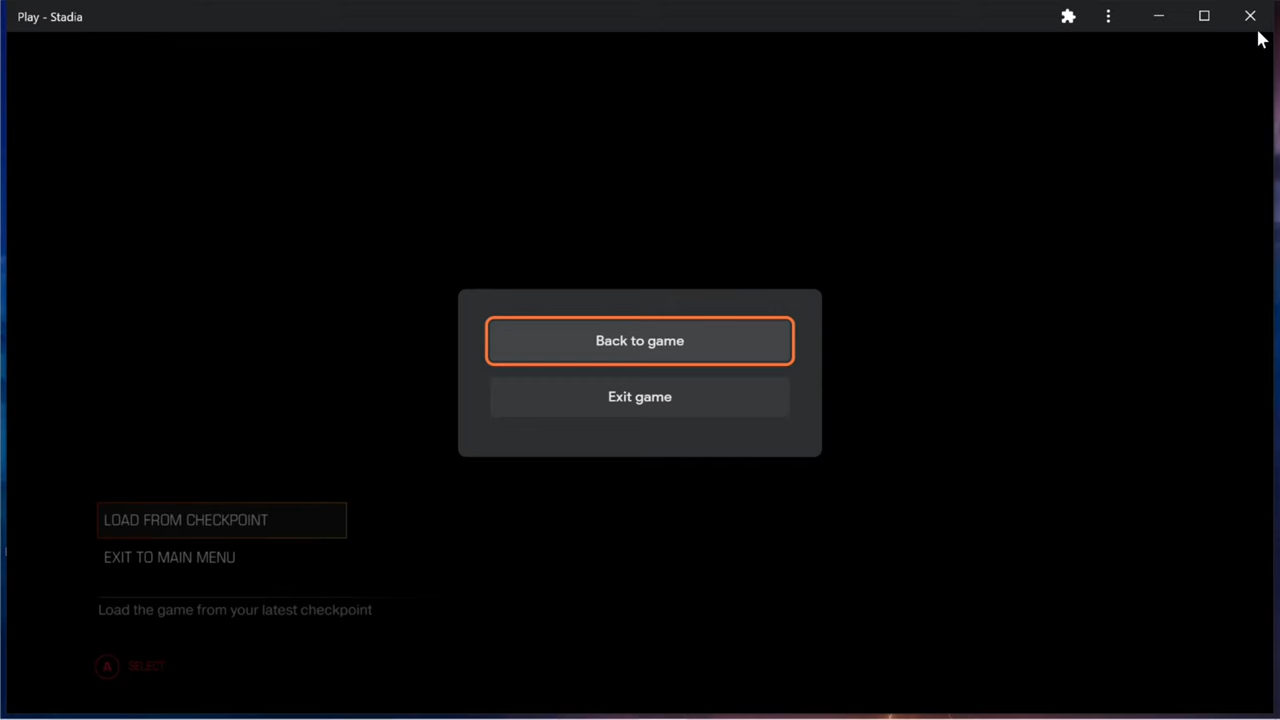 Play - Stadia
Back to game
Exit game
LOAD FROM CHECKPOINT
EXIT TO MAIN MENU
Load the game from your latest checkpoint
A SELECT